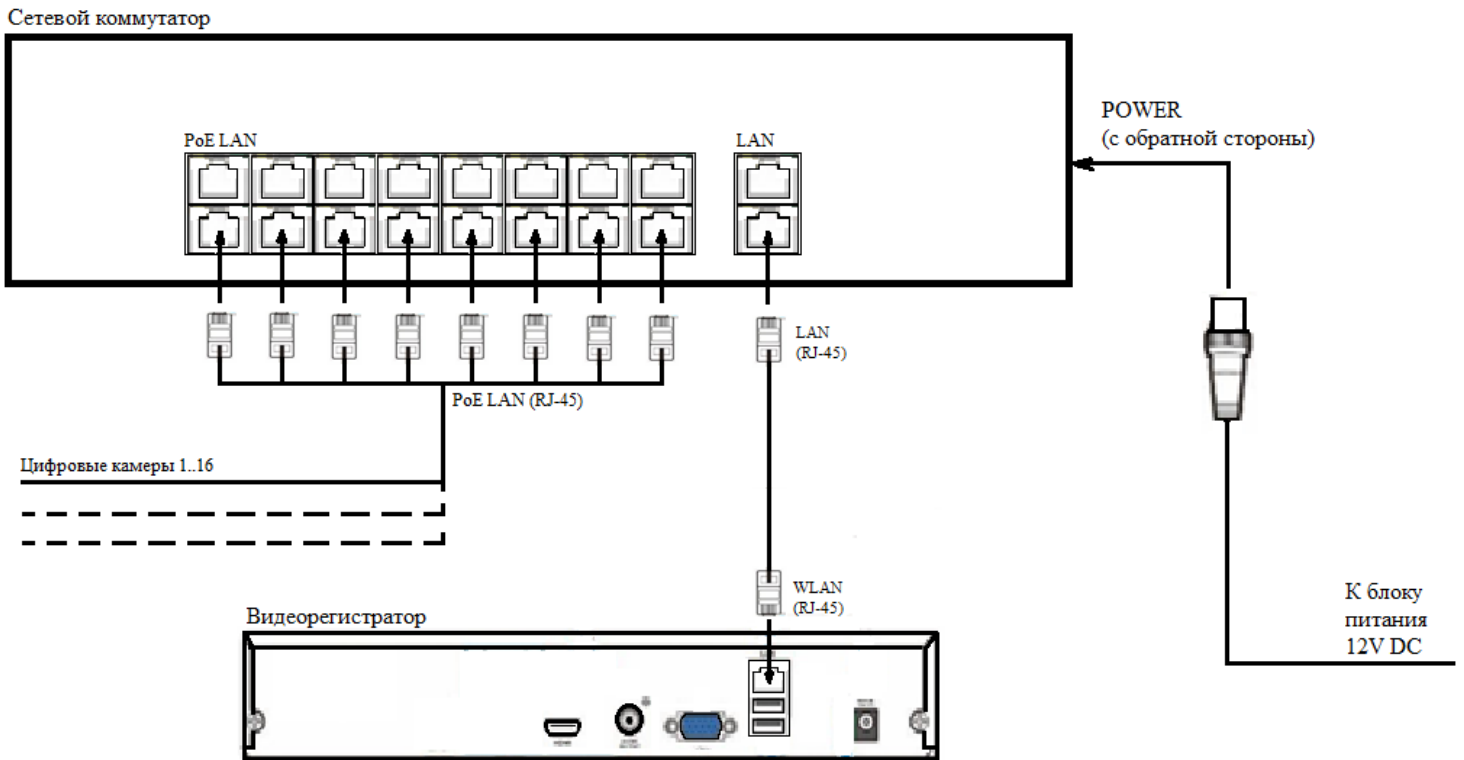 Сетевой коммутатор
POWER
(с обратной стороны)
PoE LAN
LAN
LAN
(RJ-45)
PoE LAN (RJ-45)
Цифровые камеры 1..16
WLAN
(RJ-45)
К блоку
питания
12V DC
Видеорегистратор